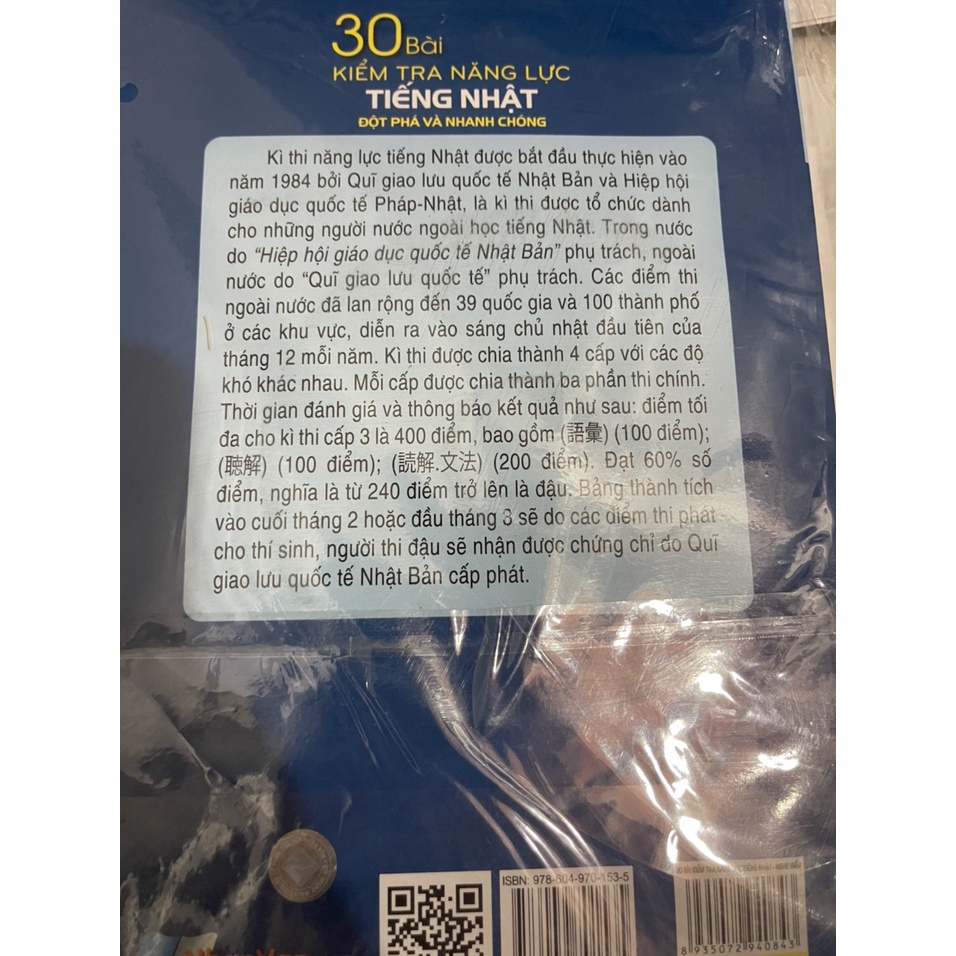 30 Bài
KIỂM TRA NĂNG LỰC
TIẾNG NHẬT
ĐỘT PHÁ VÀ NHANH CHÓNG
Kì thi năng lực tiếng Nhật được bắt đầu thực hiện vào
năm 1984 bởi Quĩ giao lưu quốc tế Nhật Bản và Hiệp hội
giáo dục quốc tế Pháp-Nhật, là kì thi được tổ chức dành
cho những người nước ngoài học tiếng Nhật. Trong nước
do “Hiệp hội giáo dục quốc tế Nhật Bản” phụ trách, ngoài
nước do “Quĩ giao lưu quốc tế” phụ trách. Các điểm thi
ngoài nước đã lan rộng đến 39 quốc gia và 100 thành phố
ở các khu vực, diễn ra vào sáng chủ nhật đầu tiên của
tháng 12 mỗi năm. Kì thi được chia thành 4 cấp với các độ
khó khác nhau. Mỗi cấp được chia thành ba phần thi chính.
Thời gian đánh giá và thông báo kết quả như sau: điểm tối
đa cho kì thi cấp 3 là 400 điểm, bao gồm (語彙) (100 điểm);
(聴解) (100 điểm); (読解.文法) (200 điểm). Đạt 60% số
điểm, nghĩa là từ 240 điểm trở lên là đậu. Bảng thành tích
vào cuối tháng 2 hoặc đầu tháng 3 sẽ do các điểm thi phát
cho thí sinh, người thi đậu sẽ nhận được chứng chỉ do Quĩ
giao lưu quốc tế Nhật Bản cấp phát.
ISBN: 978-604-970-153-5
8 935072 940843